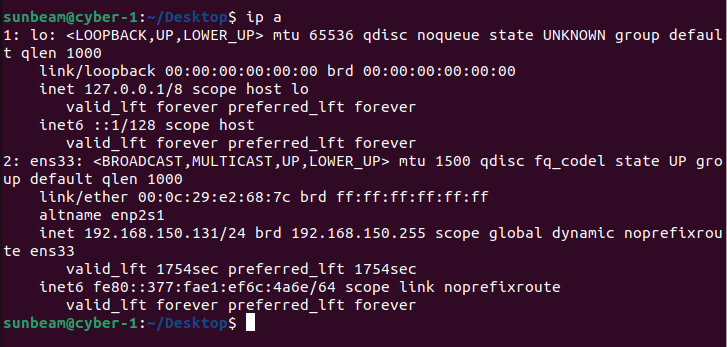 sunbeam@cyber-1:~/Desktop$ ip a
1: lo: <LOOPBACK,UP,LOWER_UP> mtu 65536 qdisc noqueue state UNKNOWN group defaul
t qlen 1000
    link/loopback 00:00:00:00:00:00 brd 00:00:00:00:00:00
    inet 127.0.0.1/8 scope host lo
       valid_lft forever preferred_lft forever
    inet6 ::1/128 scope host
       valid_lft forever preferred_lft forever
2: ens33: <BROADCAST,MULTICAST,UP,LOWER_UP> mtu 1500 qdisc fq_codel state UP gro
up default qlen 1000
    link/ether 00:0c:29:e2:68:7c brd ff:ff:ff:ff:ff:ff
    altname enp2s1
    inet 192.168.150.131/24 brd 192.168.150.255 scope global dynamic noprefixrou
te ens33
       valid_lft 1754sec preferred_lft 1754sec
    inet6 fe80::377:fae1:ef6c:4a6e/64 scope link noprefixroute
       valid_lft forever preferred_lft forever
sunbeam@cyber-1:~/Desktop$